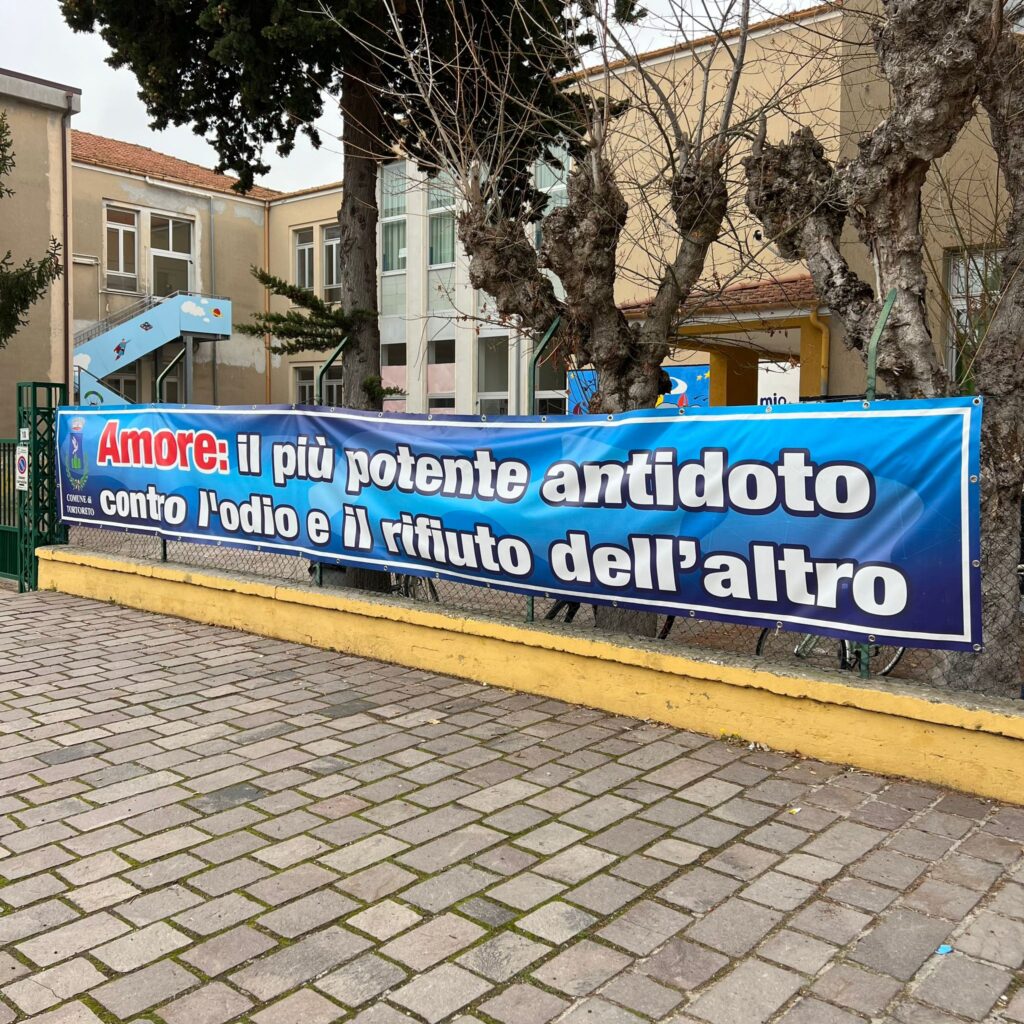 Amore: il più potente antidoto
contro l'odio e il rifiuto dell'altro
COMUNE di
TORTORETO
mio